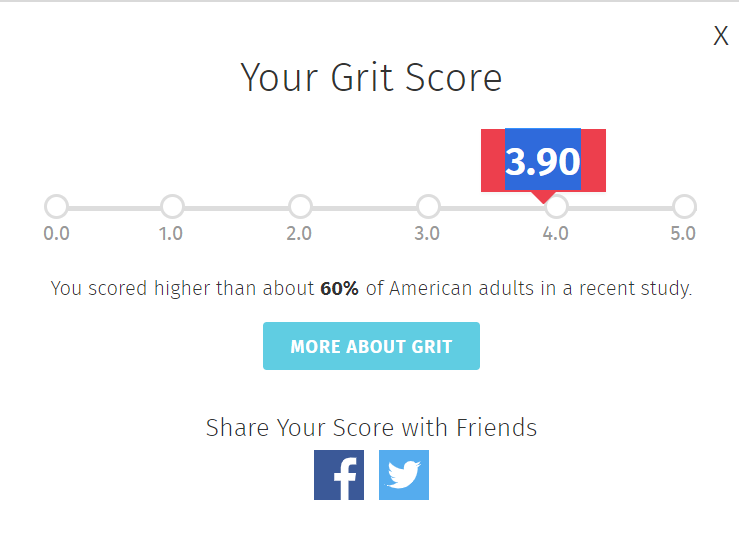 X
Your Grit Score
3.90
0.0 1.0 2.0 3.0 4.0 5.0
You scored higher than about 60% of American adults in a recent study.
MORE ABOUT GRIT
Share Your Score with Friends